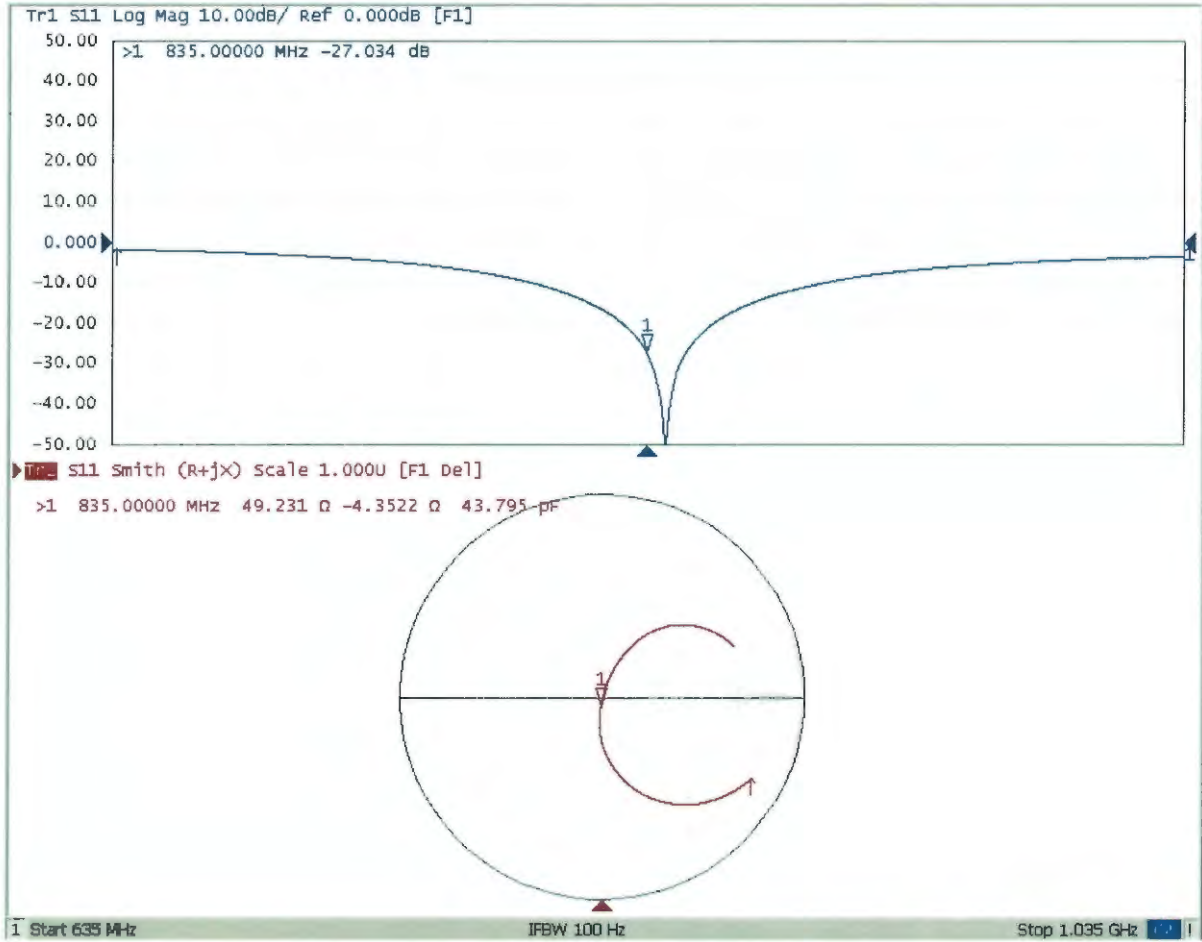 Tr1 S11 Log Mag 10.00dB/ Ref 0.000dB [F1]
50.00
>1 835.00000 MHz -27.034 dB
40.00
30.00
20.00
10.00
0.000
-10.00
-20.00
1
-30.00
-40.00
-50.00
S11 Smith (R+jX) Scale 1.000U [F1 Del]
>1 835.00000 MHz 49.231 Ω -4.3522 Ω 43.795 pF
1
1 Start 635 MHz IFBW 100 Hz Stop 1.035 GHz